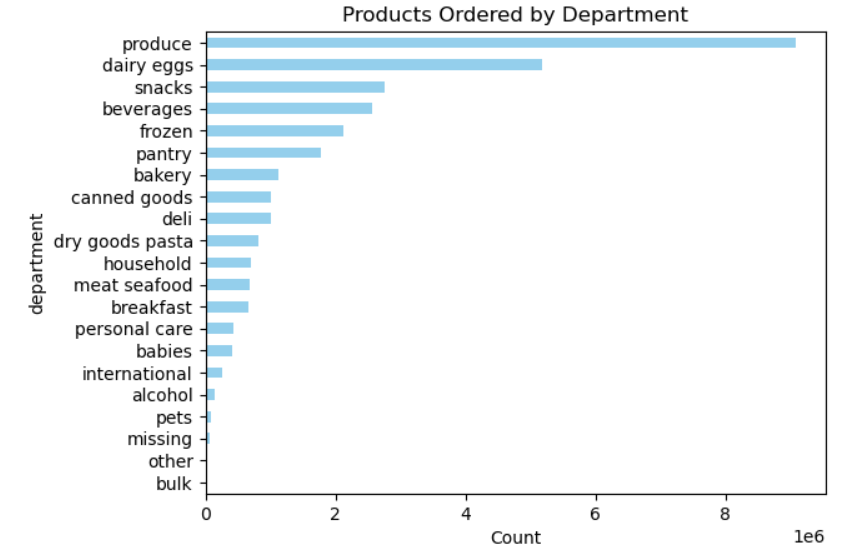 Products Ordered by Department
produce
dairy eggs
snacks
beverages
frozen
pantry
bakery
canned goods
deli
dry goods pasta
household
meat seafood
breakfast
personal care
babies
international
alcohol
pets
missing
other
bulk
department
0 2 4 6 8
Count
1e6